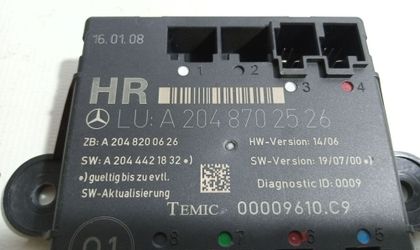 16.01.08
1 2
3 4
HR
LU: A 204 870 25 26
ZB: A 204 820 06 26 HW-Version: 14/06
SW: A 204 442 18 32 •) SW-Version: 19/07/00 •)
•) gueltig bis zu evtl. Diagnostic ID: 0009
SW-Aktualisierung
TEMIC 00009610.C9
01 8 7 6 5